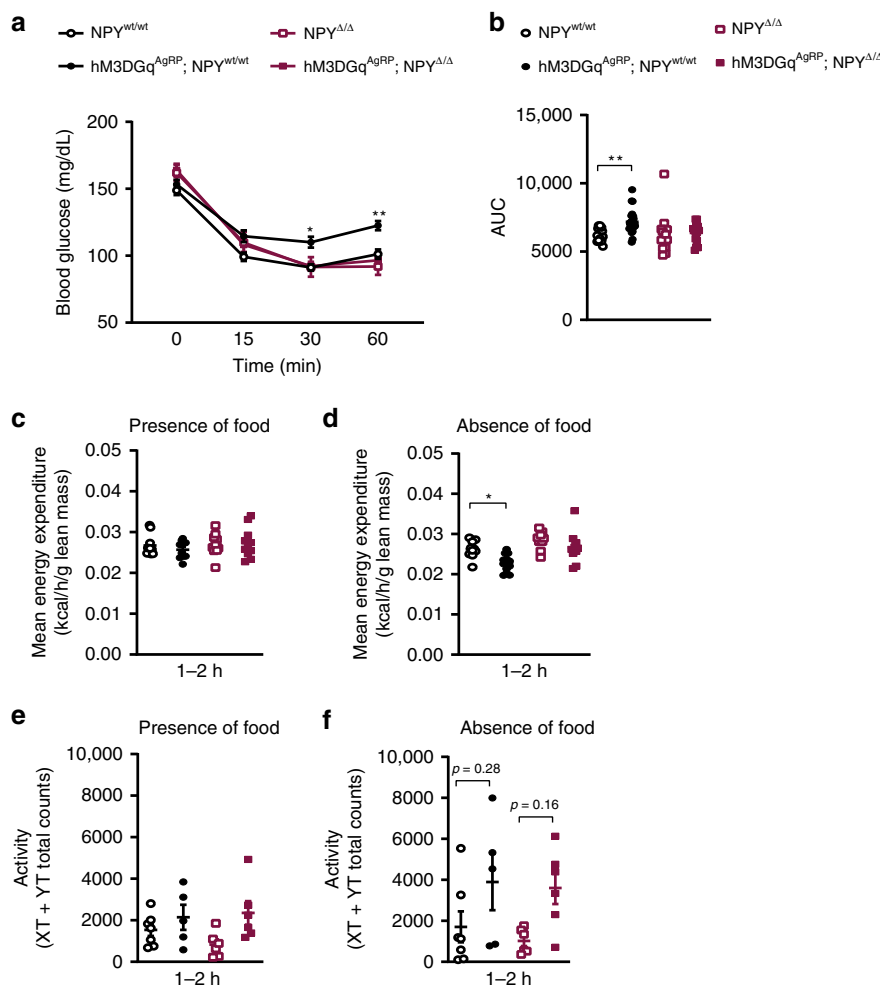 a
NPY^wt/wt
NPY^Δ/Δ
hM3DGq^AgRP; NPY^wt/wt
hM3DGq^AgRP; NPY^Δ/Δ
200
150
100
50
Blood glucose (mg/dL)
*
**
0 15 30 60
Time (min)
b
NPY^wt/wt
NPY^Δ/Δ
hM3DGq^AgRP; NPY^wt/wt
hM3DGq^AgRP; NPY^Δ/Δ
15,000
10,000
5000
0
AUC
**
c
Presence of food
0.05
0.04
0.03
0.02
0.01
0.00
Mean energy expenditure
(kcal/h/g lean mass)
1–2 h
d
Absence of food
0.05
0.04
0.03
0.02
0.01
0.00
Mean energy expenditure
(kcal/h/g lean mass)
*
1–2 h
e
Presence of food
10,000
8000
6000
4000
2000
0
Activity
(XT + YT total counts)
1–2 h
f
Absence of food
10,000
8000
6000
4000
2000
0
Activity
(XT + YT total counts)
p = 0.28
p = 0.16
1–2 h